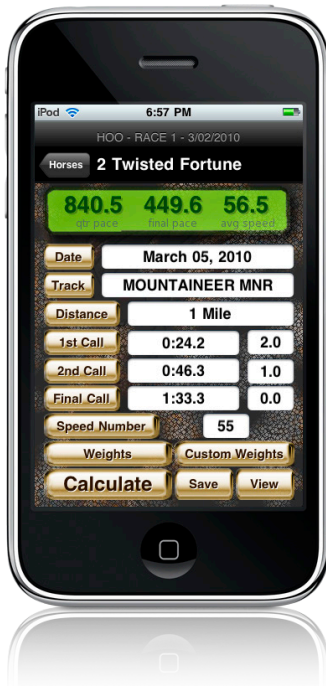 iPod 6:57 PM
HOO - RACE 1 - 3/02/2010
Horses 2 Twisted Fortune
840.5 449.6 56.5
qtr pace final pace avg speed
Date March 05, 2010
Track MOUNTAINEER MNR
Distance 1 Mile
1st Call 0:24.2 2.0
2nd Call 0:46.3 1.0
Final Call 1:33.3 0.0
Speed Number 55
Weights Custom Weights
Calculate Save View